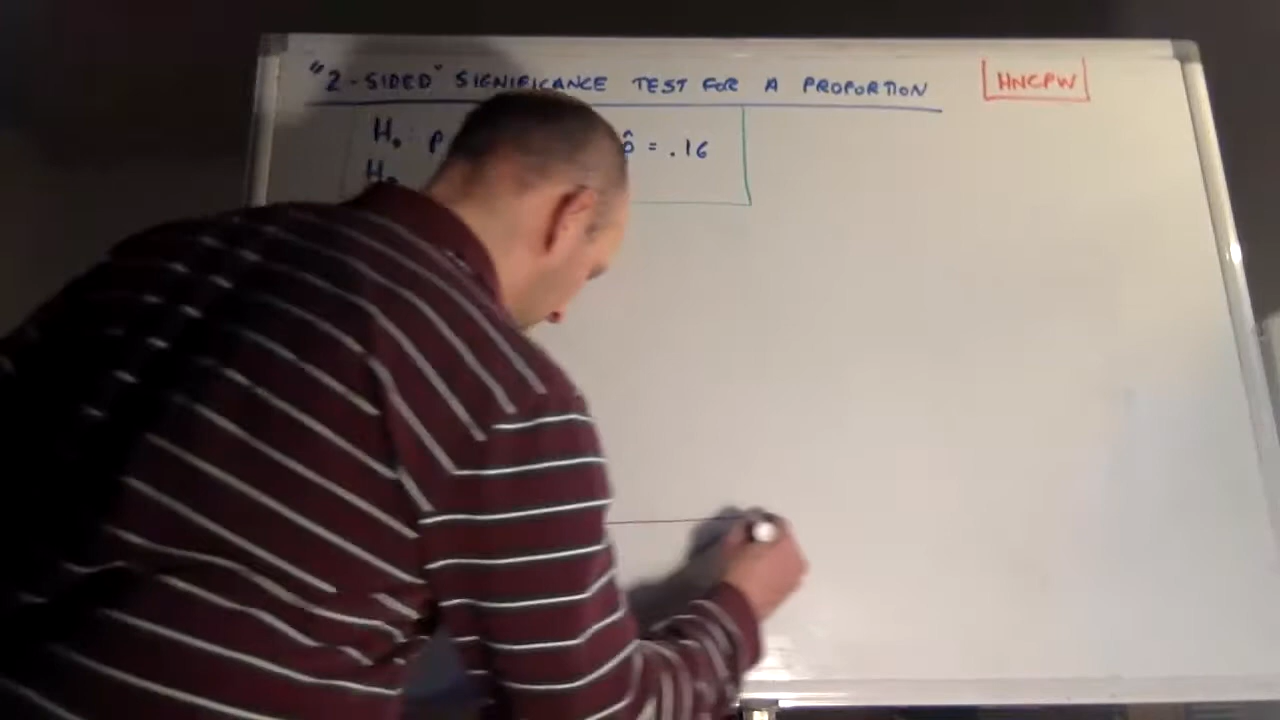 "2-SIDED" SIGNIFICANCE TEST FOR A PROPORTION
HNCPW
H₀: p p̂ = .16